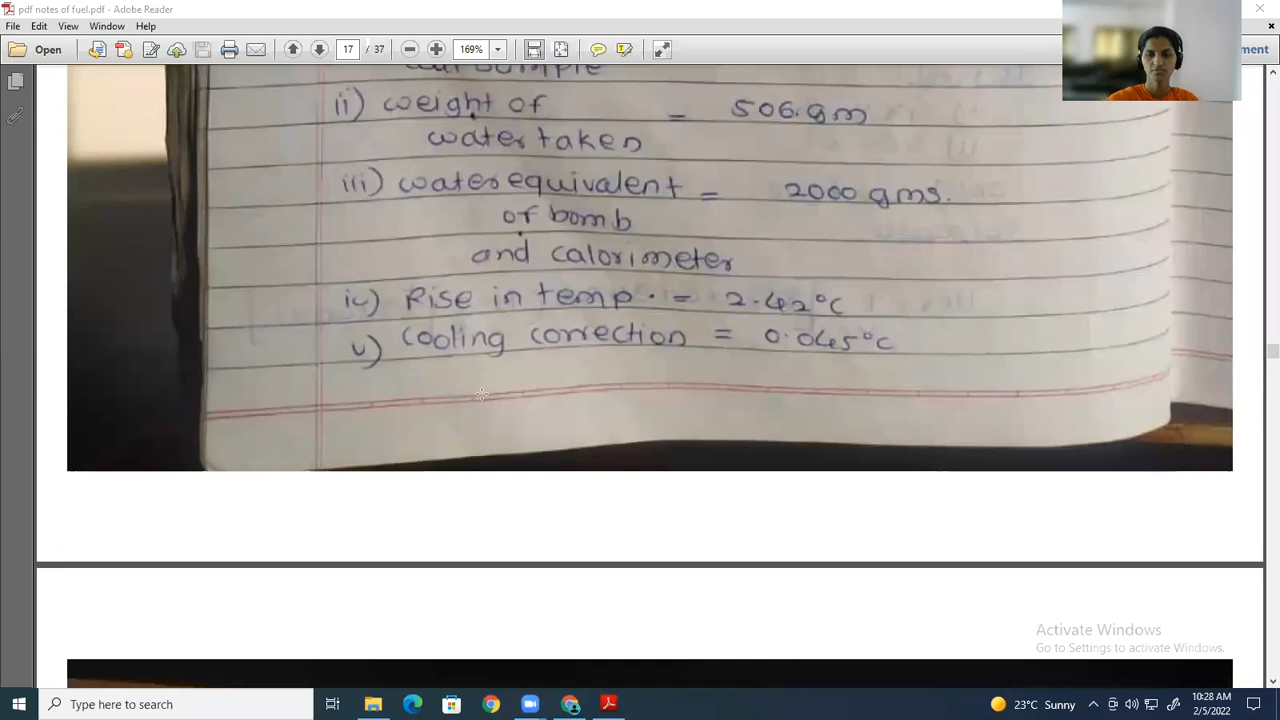 pdf notes of fuel.pdf - Adobe Reader
File Edit View Window Help
Open 17 / 37 169%
ii) weight of = 506.gm
water taken
iii) water equivalent = 2000 gms.
of bomb
and calorimeter
iv) Rise in temp. = 2.42°C
v) Cooling correction = 0.045°C
Activate Windows
Go to Settings to activate Windows.
Type here to search
23°C Sunny
10:28 AM
2/5/2022